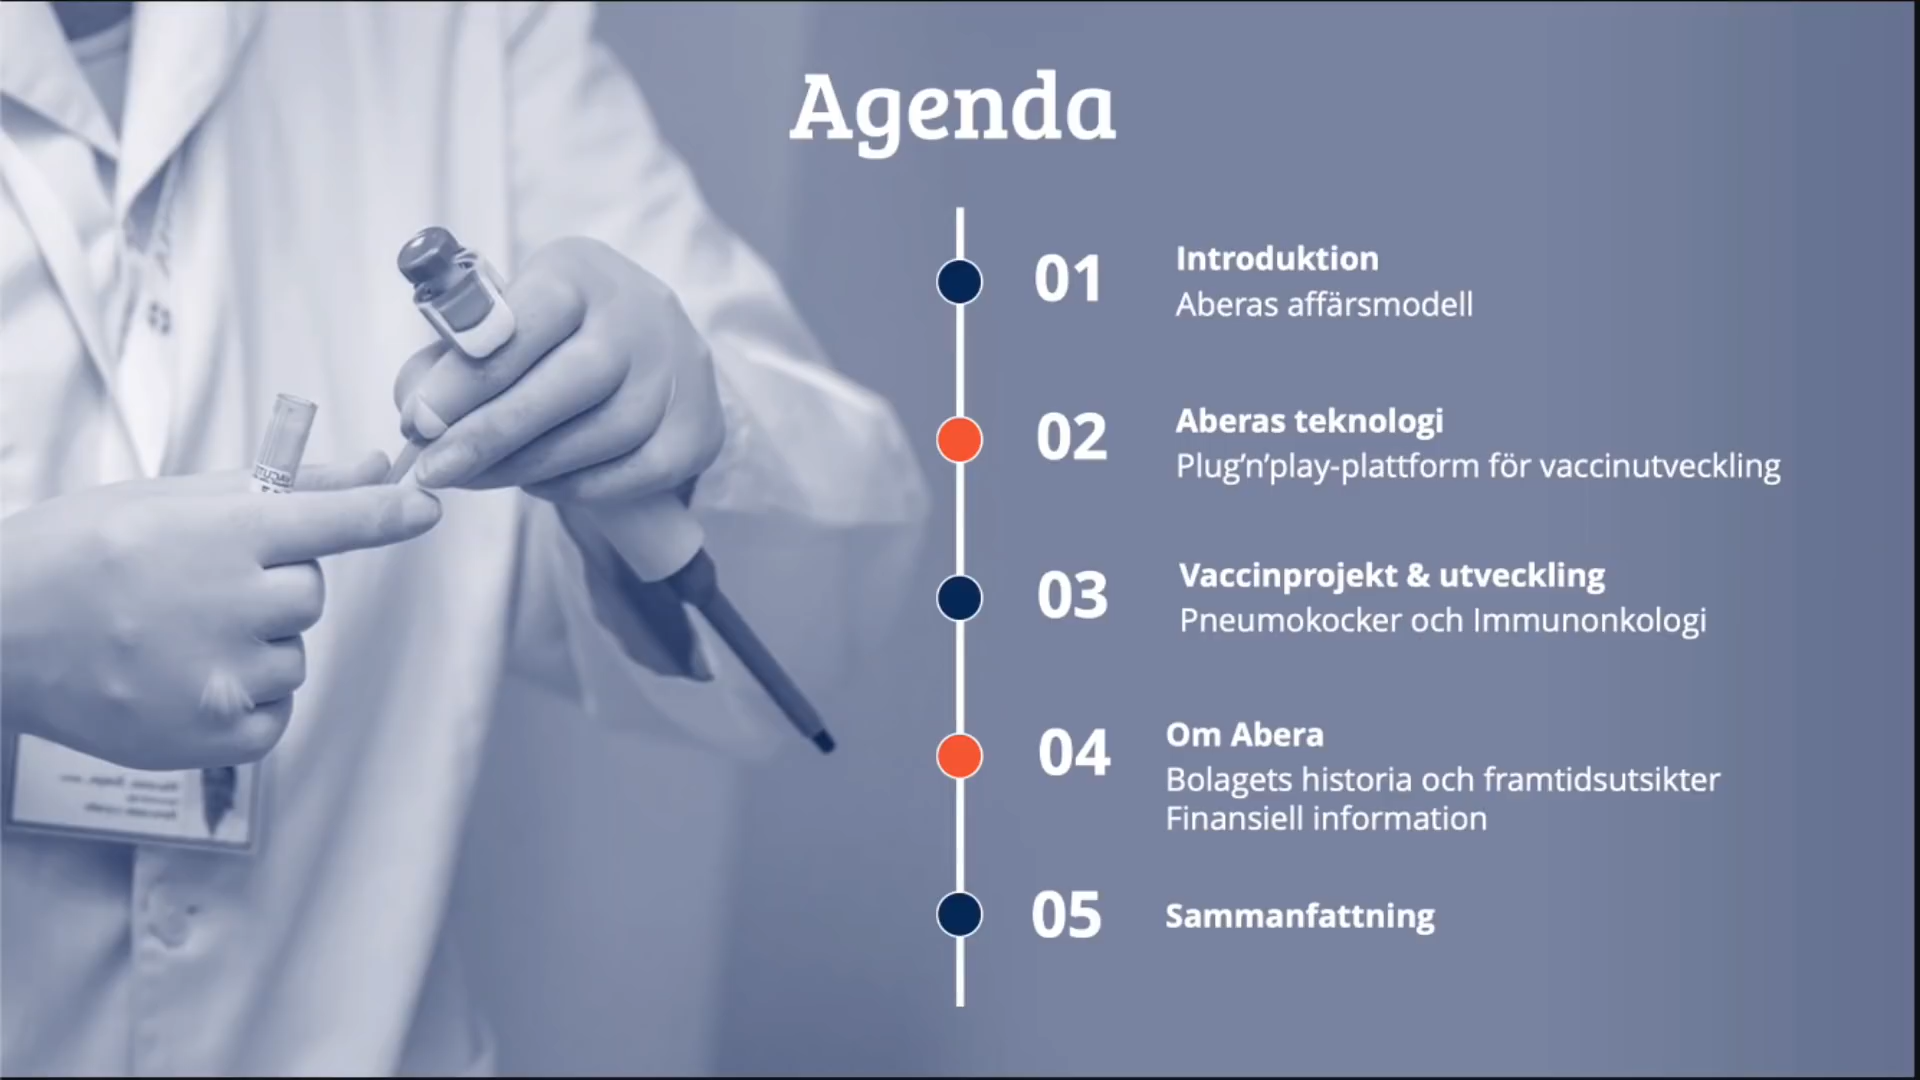 Agenda
01
Introduktion
Aberas affärsmodell
02
Aberas teknologi
Plug’n’play-plattform för vaccinutveckling
03
Vaccinprojekt & utveckling
Pneumokocker och Immunonkologi
04
Om Abera
Bolagets historia och framtidsutsikter
Finansiell information
05
Sammanfattning